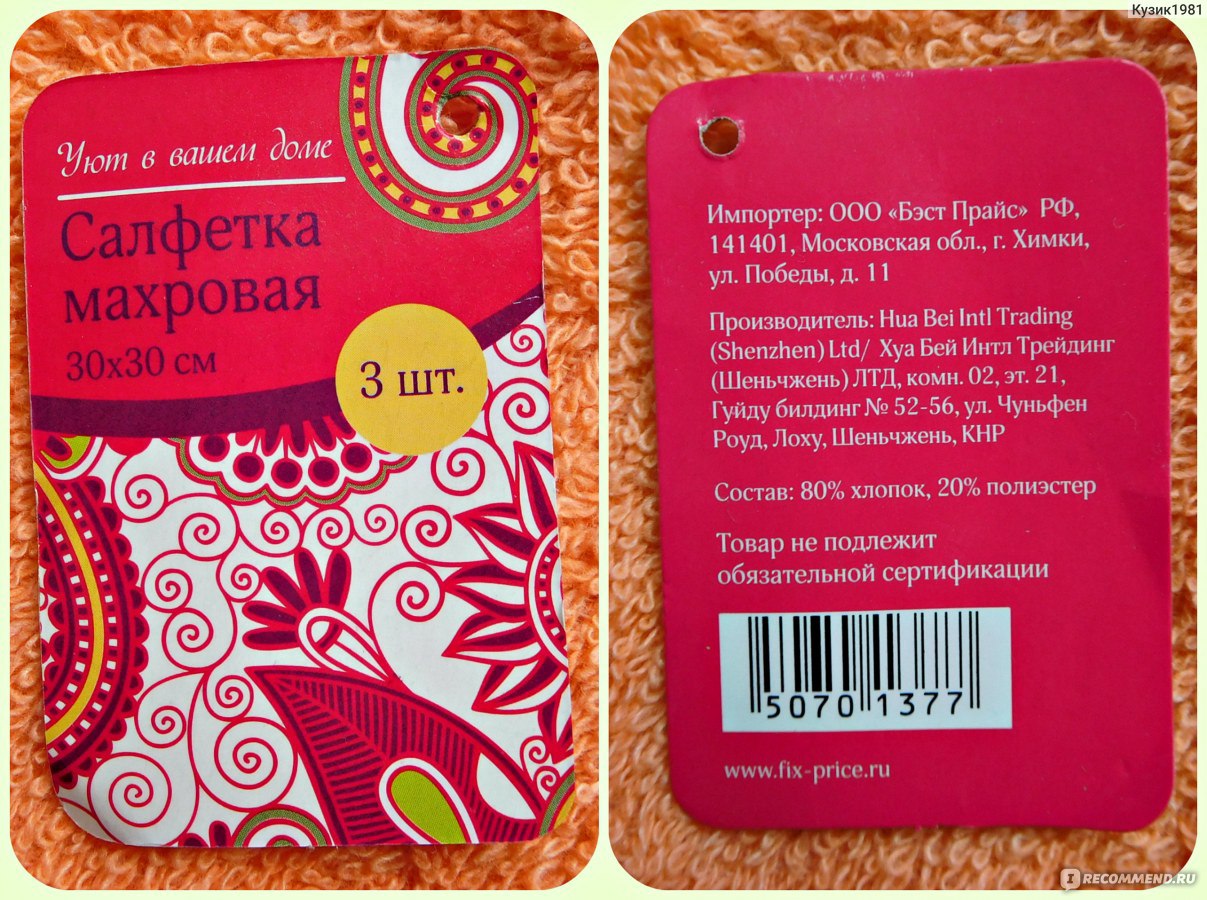 Кузик1981
Уют в вашем доме
Салфетка
махровая
30х30 см
3 шт.
Импортер: ООО «Бэст Прайс» РФ,
141401, Московская обл., г. Химки,
ул. Победы, д. 11
Производитель: Hua Bei Intl Trading
(Shenzhen) Ltd/ Хуа Бей Интл Трейдинг
(Шеньчжень) ЛТД, комн. 02, эт. 21,
Гуйду билдинг № 52-56, ул. Чуньфен
Роуд, Лоху, Шеньчжень, КНР
Состав: 80% хлопок, 20% полиэстер
Товар не подлежит
обязательной сертификации
5070 1377
www.fix-price.ru
IRECOMMEND.RU